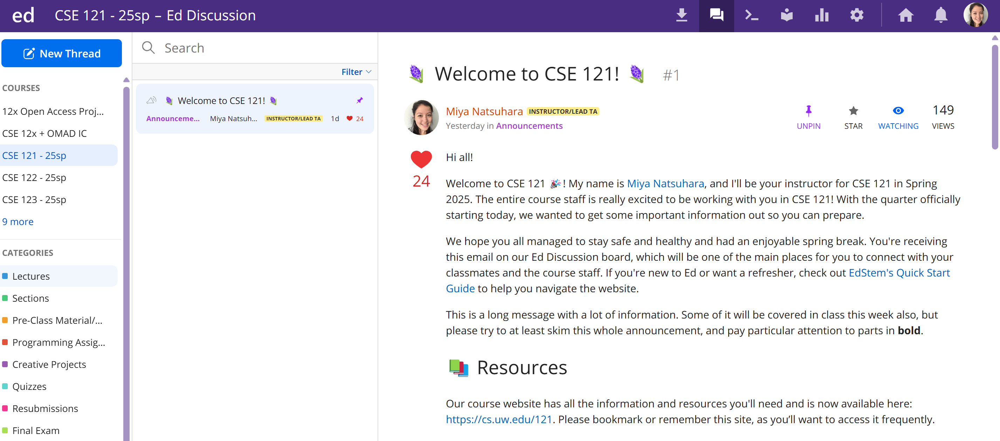 ed CSE 121 - 25sp – Ed Discussion
New Thread
COURSES
12x Open Access Proj...
CSE 12x + OMAD IC
CSE 121 - 25sp
CSE 122 - 25sp
CSE 123 - 25sp
9 more
CATEGORIES
Lectures
Sections
Pre-Class Material/...
Programming Assig...
Creative Projects
Quizzes
Resubmissions
Final Exam
Search
Filter
Welcome to CSE 121!
Announceme... Miya Natsuh... INSTRUCTOR/LEAD TA 1d 24
Welcome to CSE 121! #1
Miya Natsuhara INSTRUCTOR/LEAD TA
Yesterday in Announcements
UNPIN
STAR
WATCHING
149
VIEWS
24
Hi all!
Welcome to CSE 121 🎉! My name is Miya Natsuhara, and I'll be your instructor for CSE 121 in Spring
2025. The entire course staff is really excited to be working with you in CSE 121! With the quarter officially
starting today, we wanted to get some important information out so you can prepare.
We hope you all managed to stay safe and healthy and had an enjoyable spring break. You're receiving
this email on our Ed Discussion board, which will be one of the main places for you to connect with your
classmates and the course staff. If you're new to Ed or want a refresher, check out EdStem's Quick Start
Guide to help you navigate the website.
This is a long message with a lot of information. Some of it will be covered in class this week also, but
please try to at least skim this whole announcement, and pay particular attention to parts in bold.
Resources
Our course website has all the information and resources you'll need and is now available here:
https://cs.uw.edu/121. Please bookmark or remember this site, as you’ll want to access it frequently.